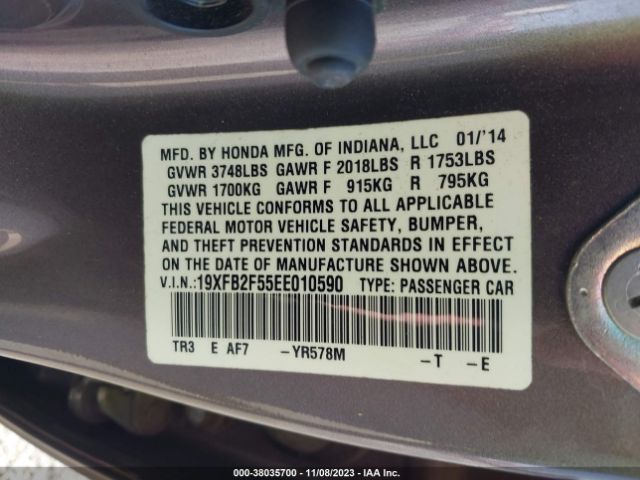 MFD. BY HONDA MFG. OF INDIANA, LLC 01/'14
GVWR 3748LBS GAWR F 2018LBS R 1753LBS
GVWR 1700KG GAWR F 915KG R 795KG
THIS VEHICLE CONFORMS TO ALL APPLICABLE
FEDERAL MOTOR VEHICLE SAFETY, BUMPER,
AND THEFT PREVENTION STANDARDS IN EFFECT
ON THE DATE OF MANUFACTURE SHOWN ABOVE.
V.I.N.:19XFB2F55EE010590 TYPE: PASSENGER CAR
TR3 E AF7 -YR578M -T -E
000-38035700 - 11/08/2023 - IAA Inc.